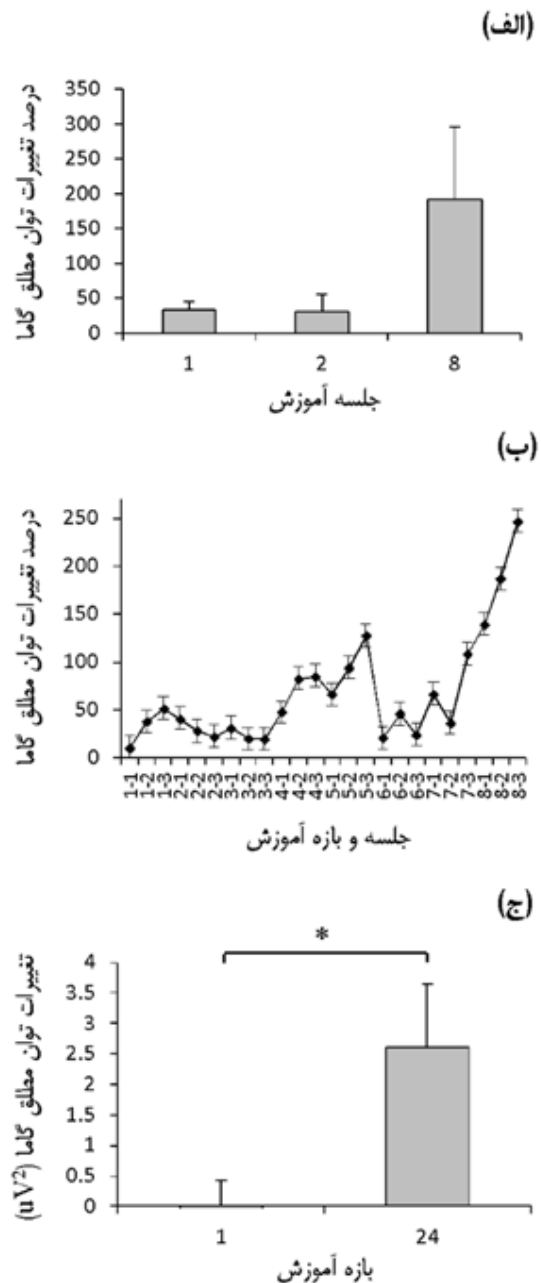 (الف)
درصد تغییرات توان مطلق گاما
350
300
250
200
150
100
50
0
1 2 8
جلسه آموزش
(ب)
درصد تغییرات توان مطلق گاما
250
200
150
100
50
0
1-1 1-2 1-3 2-1 2-2 2-3 3-1 3-2 3-3 4-1 4-2 4-3 5-1 5-2 5-3 6-1 6-2 6-3 7-1 7-2 7-3 8-1 8-2 8-3
جلسه و بازه آموزش
(ج)
تغییرات توان مطلق گاما (uV²)
*
4
3.5
3
2.5
2
1.5
1
0.5
0
1 24
بازه آموزش